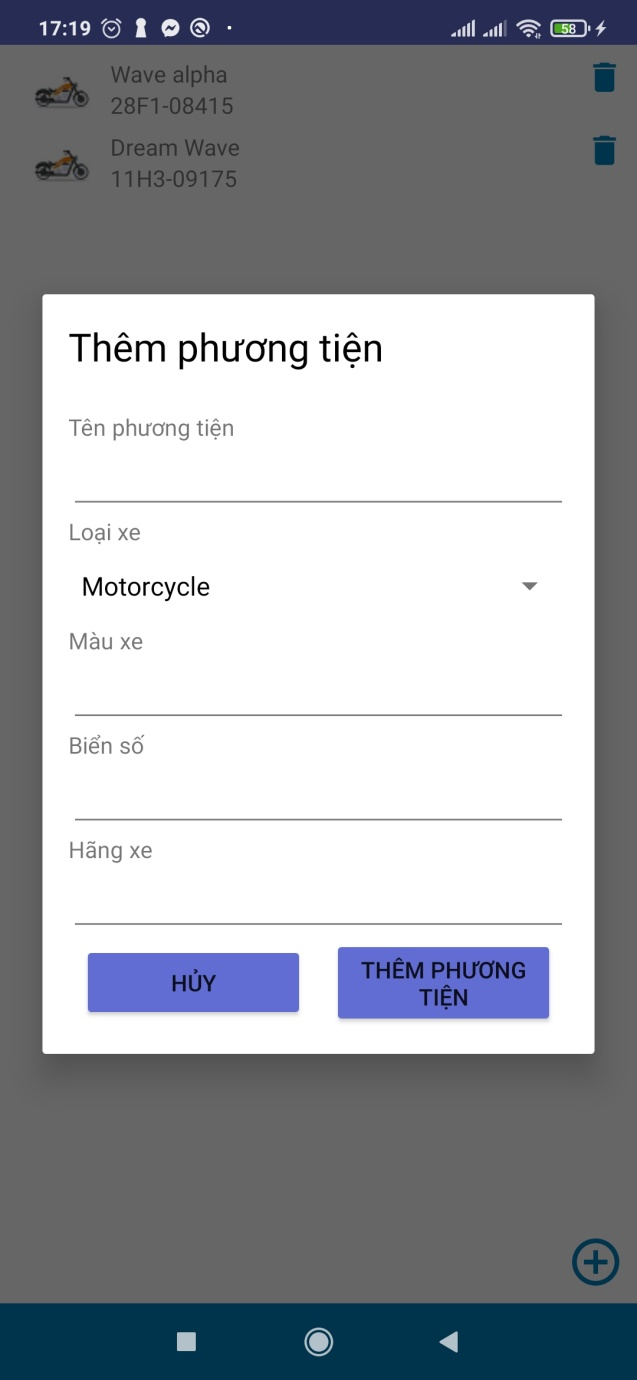 17:19
58
Wave alpha
28F1-08415
Dream Wave
11H3-09175
Thêm phương tiện
Tên phương tiện
Loại xe
Motorcycle
Màu xe
Biển số
Hãng xe
HỦY
THÊM PHƯƠNG
TIỆN